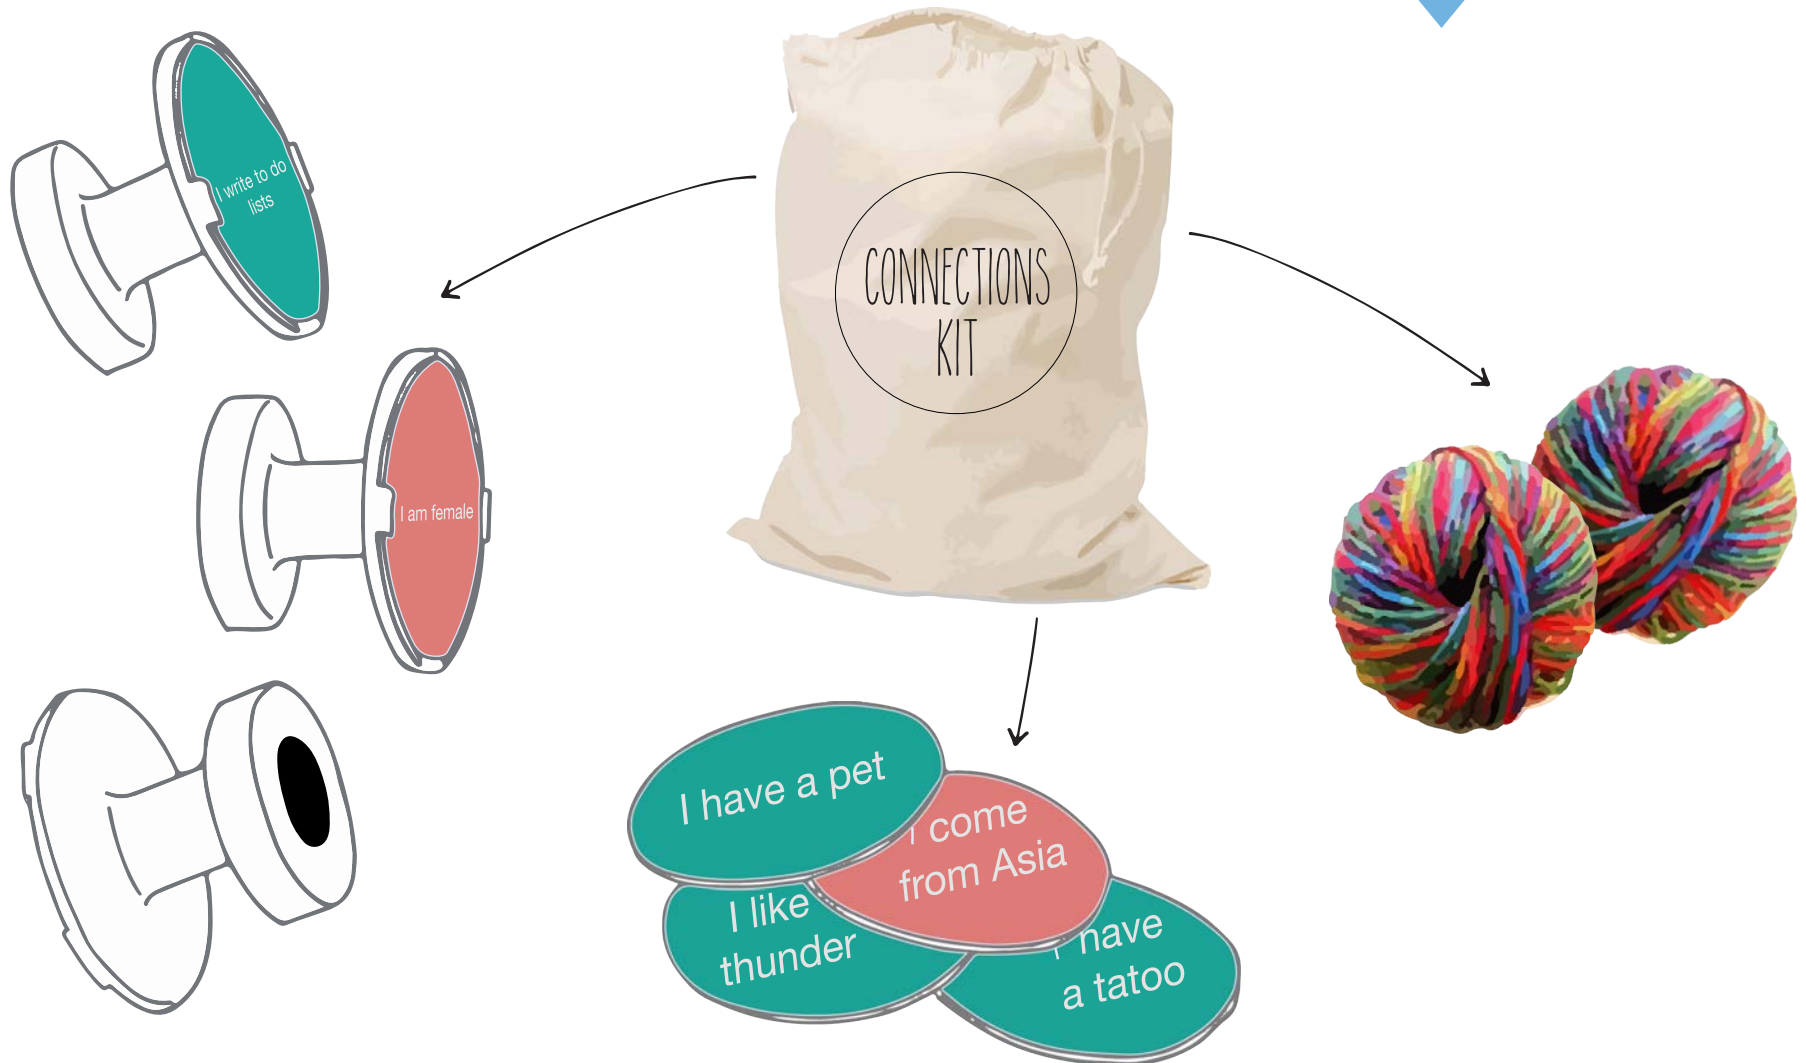 I write to do
lists
CONNECTIONS
KIT
I am female
I have a pet
I come
from Asia
I like
thunder
I have
a tatoo